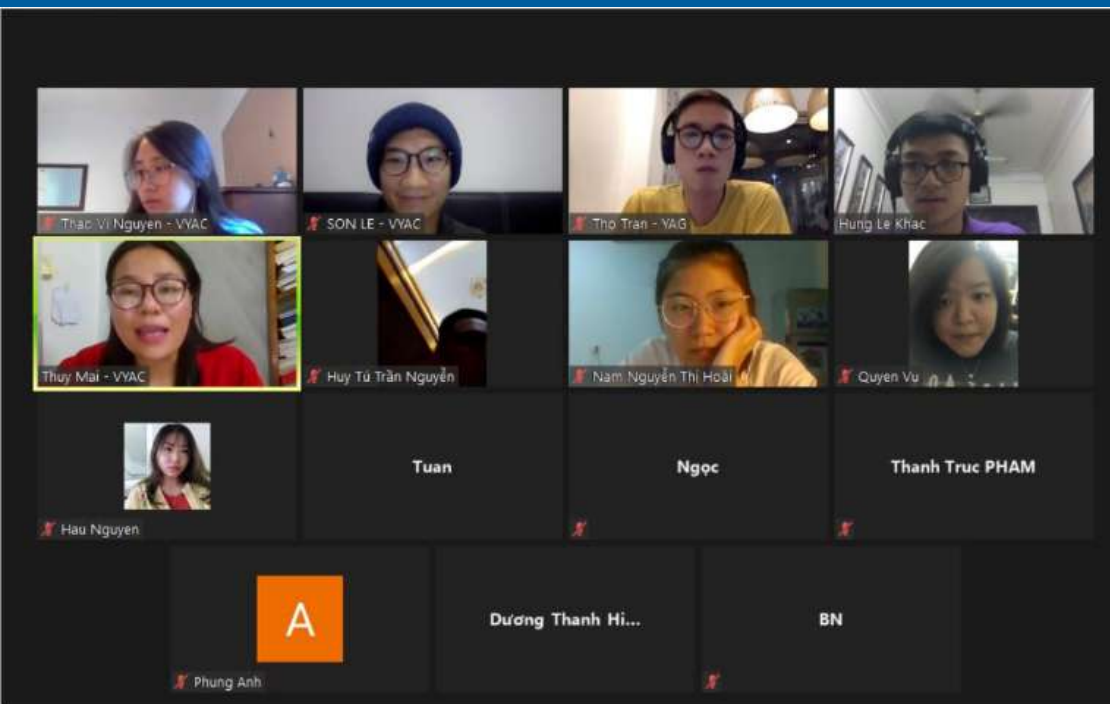 Thao Vi Nguyen - VYAC
SON LE - VYAC
Tho Tran - YAG
Hung Le Khac
Thuy Mai - VYAC
Huy Tú Trần Nguyễn
Nam Nguyễn Thị Hoài
Quyen Vu
Hau Nguyen
Tuan
Ngọc
Thanh Truc PHAM
A
Phung Anh
Dương Thanh Hi...
BN